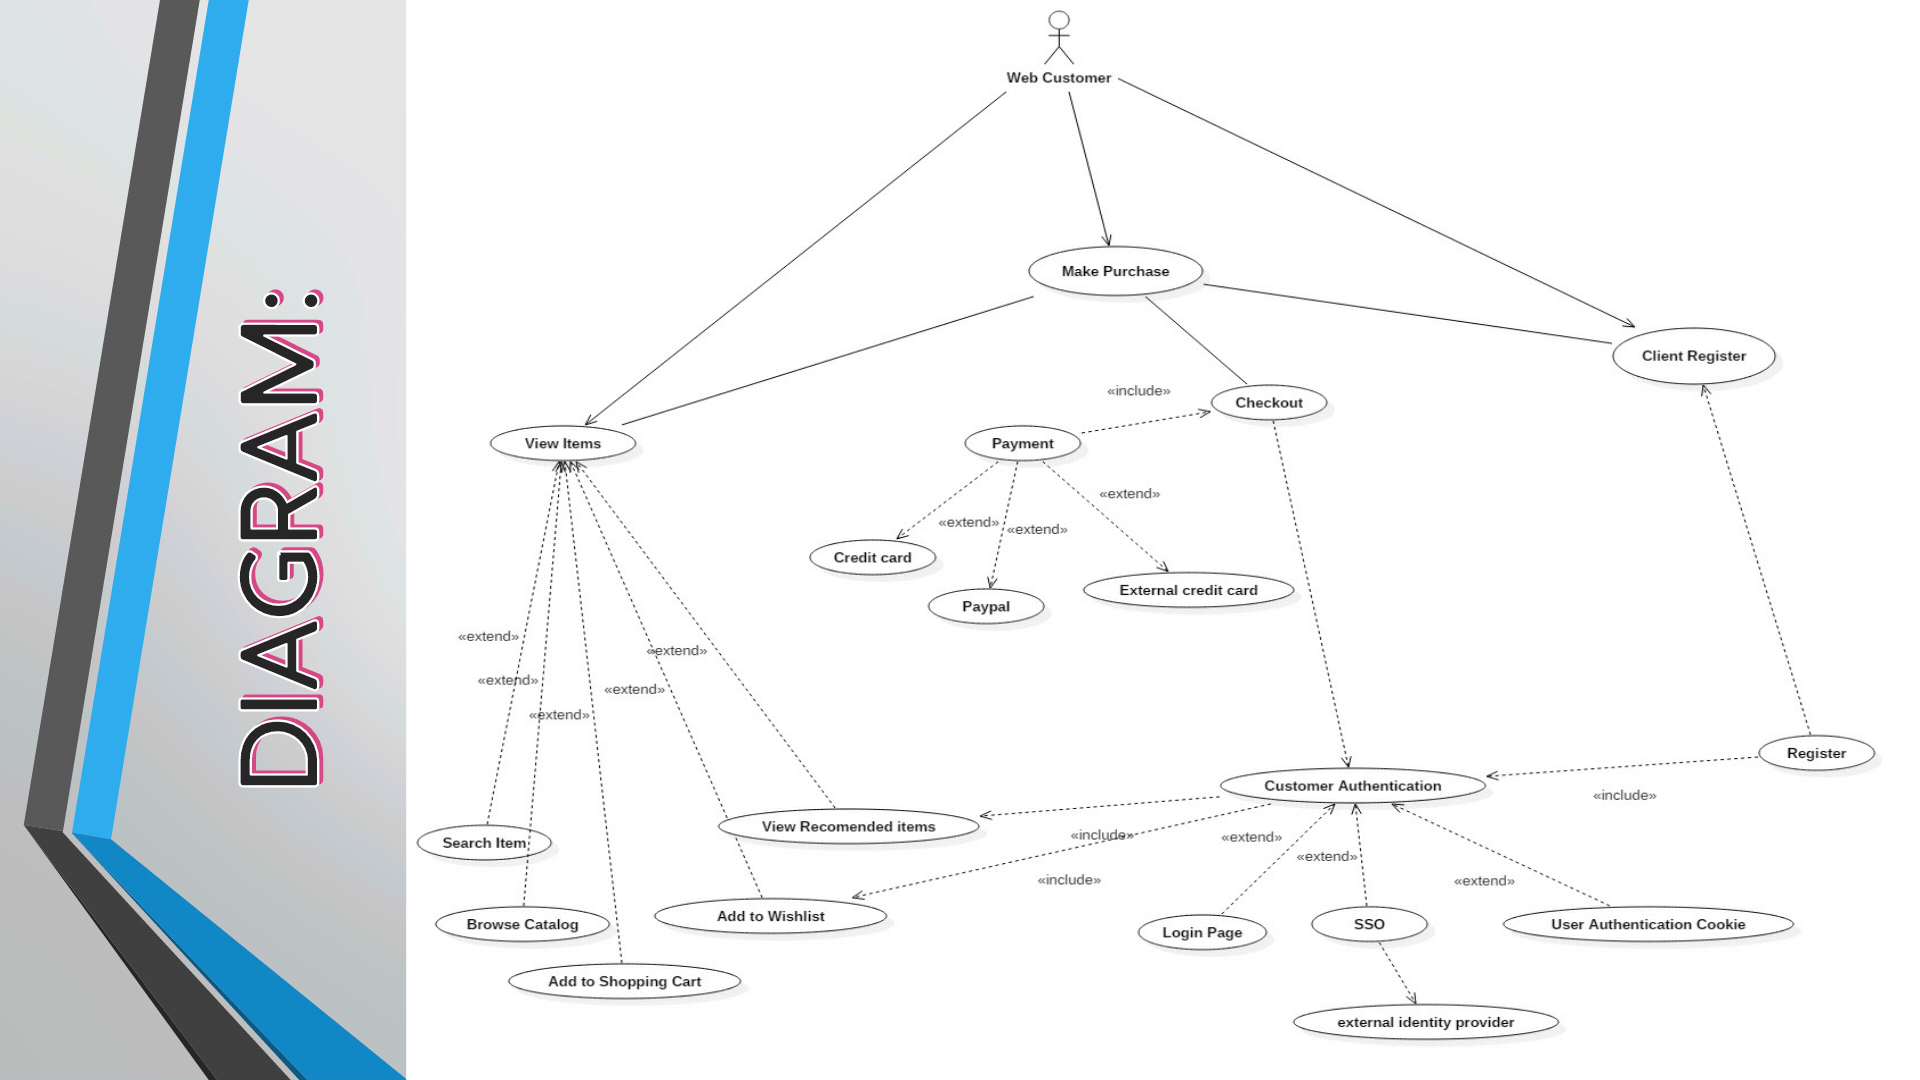 DIAGRAM:
Web Customer
Make Purchase
Client Register
«include»
Checkout
View Items
Payment
«extend»
«extend»
«extend»
Credit card
External credit card
Paypal
«extend»
«extend»
«extend»
«extend»
«extend»
Register
Customer Authentication
«include»
View Recomended items
«include»
«extend»
Search Item
«extend»
«include»
«extend»
Add to Wishlist
Browse Catalog
Login Page
SSO
User Authentication Cookie
Add to Shopping Cart
external identity provider